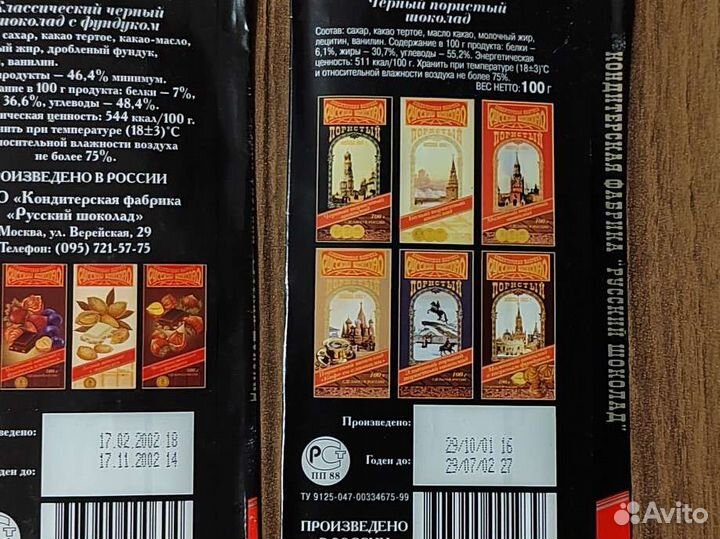 Классический черный
шоколад с фундуком
сахар, какао тертое, какао-масло,
жир, дробленый фундук,
ванилин.
продукты – 46,4% минимум.
в 100 г продукта: белки – 7%,
36,6%, углеводы – 48,4%.
ценность: 544 ккал/100 г.
при температуре (18±3)°С
относительной влажности воздуха
не более 75%.
ПРОИЗВЕДЕНО В РОССИИ
«Кондитерская фабрика
«Русский шоколад»
Москва, ул. Верейская, 29
Телефон: (095) 721-57-75
17.02.2002 18
17.11.2002 14
Годен до:
Черный пористый
шоколад
Состав: сахар, какао тертое, масло какао, молочный жир,
лецитин, ванилин. Содержание в 100 г продукта: белки –
6,1%, жиры – 30,7%, углеводы – 55,2%. Энергетическая
ценность: 511 ккал/100 г. Хранить при температуре (18±3)°С
и относительной влажности воздуха не более 75%.
ВЕС НЕТТО: 100 г
РУССКИЙ ШОКОЛАД
ПОРИСТЫЙ
Произведено:
29/10/01 16
Годен до:
29/07/02 27
РСТ
ПП 88
ТУ 9125-047-00334675-99
ПРОИЗВЕДЕНО
В РОССИИ
КОНДИТЕРСКАЯ ФАБРИКА "РУССКИЙ ШОКОЛАД"
Avito